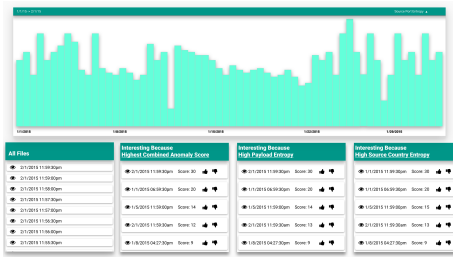 1/1/2015
1/8/2015
1/15/2015
1/22/2015
1/29/2015
All Files
2/1/2015 11:59:30pm
2/1/2015 11:59:00pm
2/1/2015 11:58:00pm
2/1/2015 11:57:30pm
2/1/2015 11:57:00pm
2/1/2015 11:56:30pm
2/1/2015 11:56:00pm
2/1/2015 11:55:30pm
Interesting Because
Highest Combined Anomaly Score
2/1/2015 11:59:30pm Score: 30
1/1/2015 06:59:30pm Score: 20
1/5/2015 11:59:00pm Score: 14
2/1/2015 11:59:30pm Score: 12
1/8/2015 04:27:30pm Score: 9
Interesting Because
High Payload Entropy
2/1/2015 11:59:30pm Score: 30
1/1/2015 06:59:30pm Score: 20
1/5/2015 11:59:00pm Score: 14
2/1/2015 11:59:30pm Score: 13
1/8/2015 04:27:30pm Score: 9
Interesting Because
High Source Country Entropy
2/1/2015 11:59:30pm Score: 30
1/1/2015 06:59:30pm Score: 20
1/5/2015 11:59:00pm Score: 15
2/1/2015 11:59:30pm Score: 13
1/8/2015 04:27:30pm Score: 9